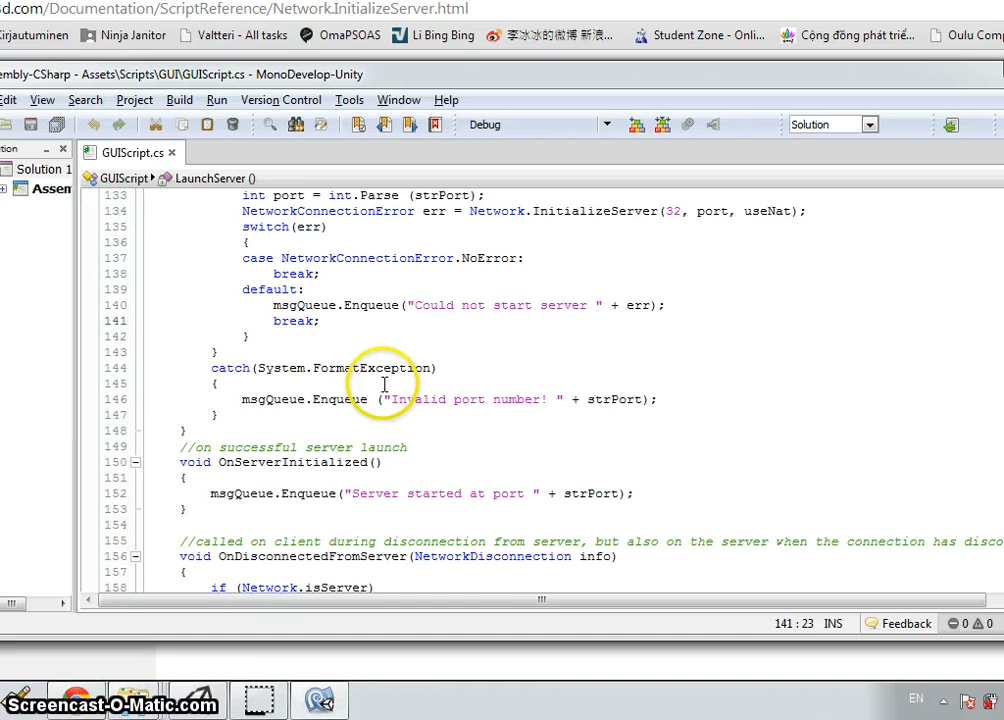 3d.com/Documentation/ScriptReference/Network.InitializeServer.html
Kirjautuminen Ninja Janitor Valtteri - All tasks OmaPSOAS Li Bing Bing 李冰冰的微博 新浪... Student Zone - Onli... Cộng đồng phát triể... Oulu Comp
embly-CSharp - Assets\Scripts\GUI\GUIScript.cs - MonoDevelop-Unity
Edit View Search Project Build Run Version Control Tools Window Help
Debug Solution
tion GUIScript.cs
Solution 1 GUIScript LaunchServer ()
Assem
133 int port = int.Parse (strPort);
134 NetworkConnectionError err = Network.InitializeServer(32, port, useNat);
135 switch(err)
136 {
137 case NetworkConnectionError.NoError:
138 break;
139 default:
140 msgQueue.Enqueue("Could not start server " + err);
141 break;
142 }
143 }
144 catch(System.FormatException)
145 {
146 msgQueue.Enqueue ("Invalid port number! " + strPort);
147 }
148 }
149 //on successful server launch
150 void OnServerInitialized()
151 {
152 msgQueue.Enqueue("Server started at port " + strPort);
153 }
154
155 //called on client during disconnection from server, but also on the server when the connection has disco
156 void OnDisconnectedFromServer(NetworkDisconnection info)
157 {
158 if (Network.isServer)
141 : 23 INS Feedback 0 0
EN
Screencast-O-Matic.com